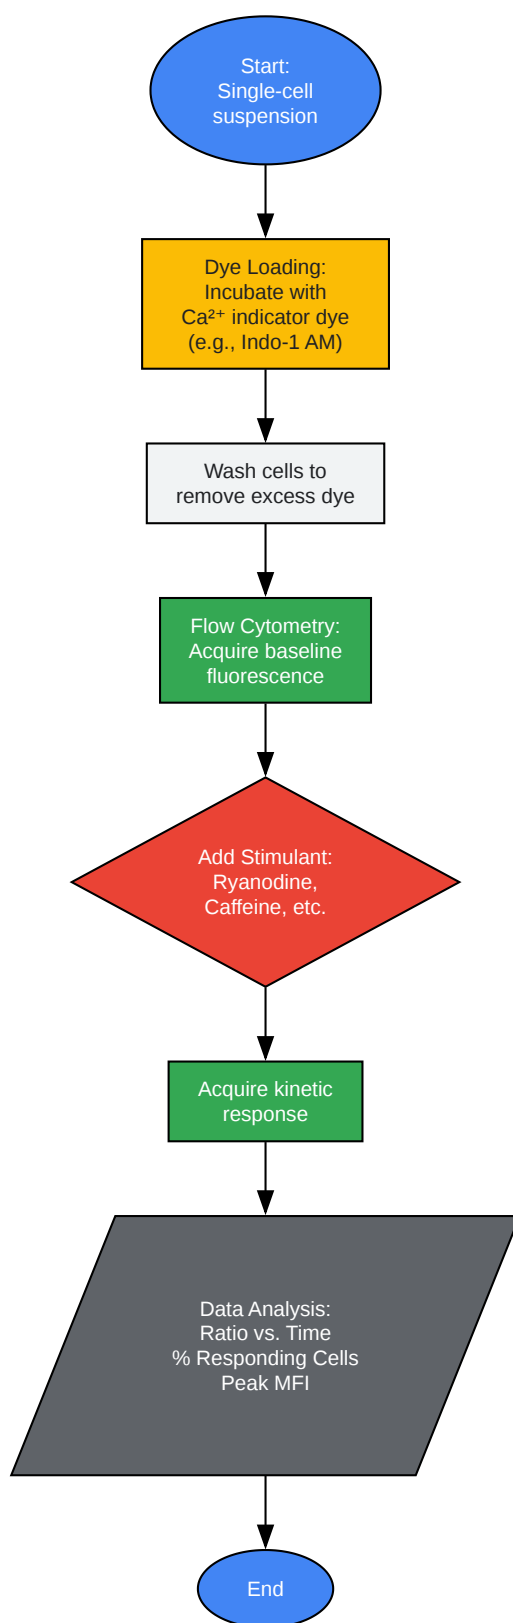 Start:
Single-cell
suspension
Dye Loading:
Incubate with
Ca²⁺ indicator dye
(e.g., Indo-1 AM)
Wash cells to
remove excess dye
Flow Cytometry:
Acquire baseline
fluorescence
Add Stimulant:
Ryanodine,
Caffeine, etc.
Acquire kinetic
response
Data Analysis:
Ratio vs. Time
% Responding Cells
Peak MFI
End